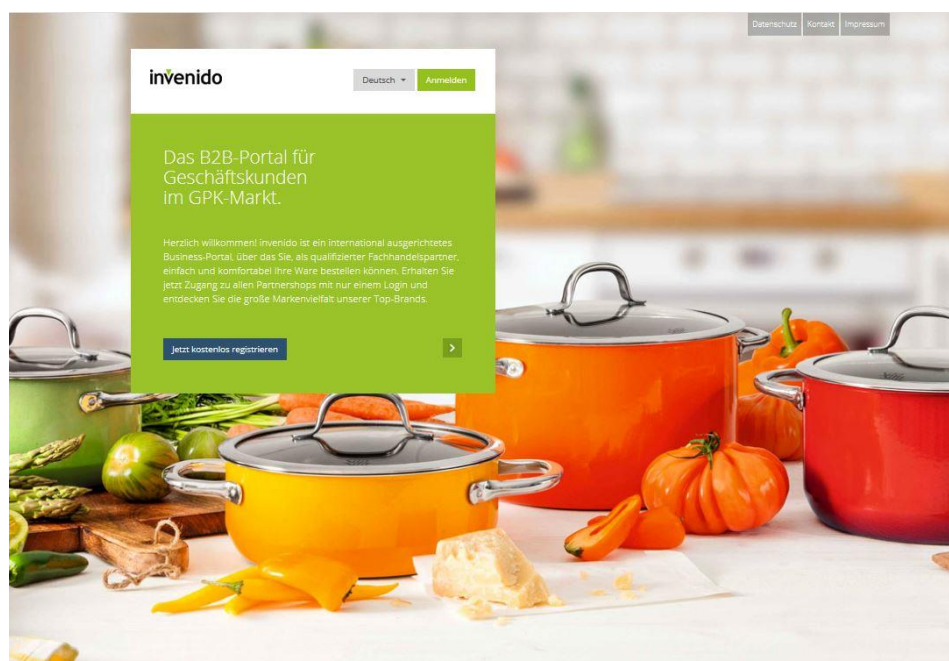 Datenschutz Kontakt Impressum
invenido
Deutsch Anmelden
Das B2B-Portal für
Geschäftskunden
im GPK-Markt.
Herzlich willkommen! invenido ist ein international ausgerichtetes
Business-Portal, über das Sie, als qualifizierter Fachhandelspartner,
einfach und komfortabel Ihre Ware bestellen können. Erhalten Sie
jetzt Zugang zu allen Partnershops mit nur einem Login und
entdecken Sie die große Markenvielfalt unserer Top-Brands.
Jetzt kostenlos registrieren